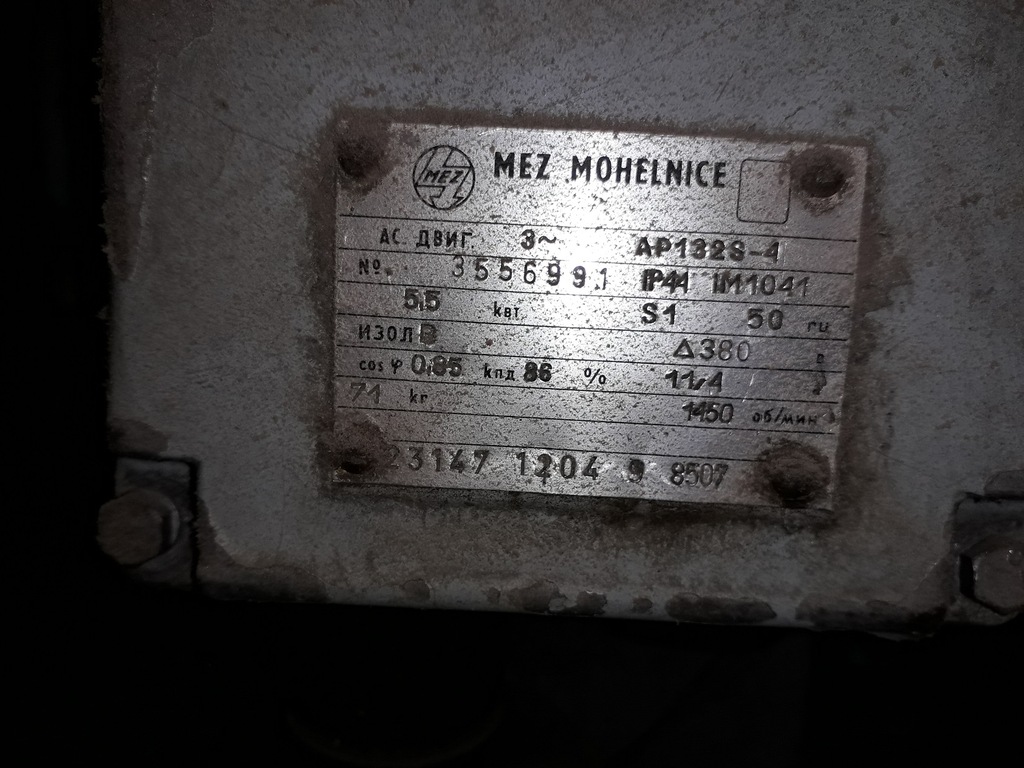 MEZ MEZ MOHELNICE
АС ДВИГ. 3~ AP132S-4
№. 3556991 IP44 IM1041
5,5 квт S1 50 гц
ИЗОЛ B Δ380 в
cos φ 0,85 кпд 86 % 11,4
71 kг 1450 об/мин
23147 1204 9 8507